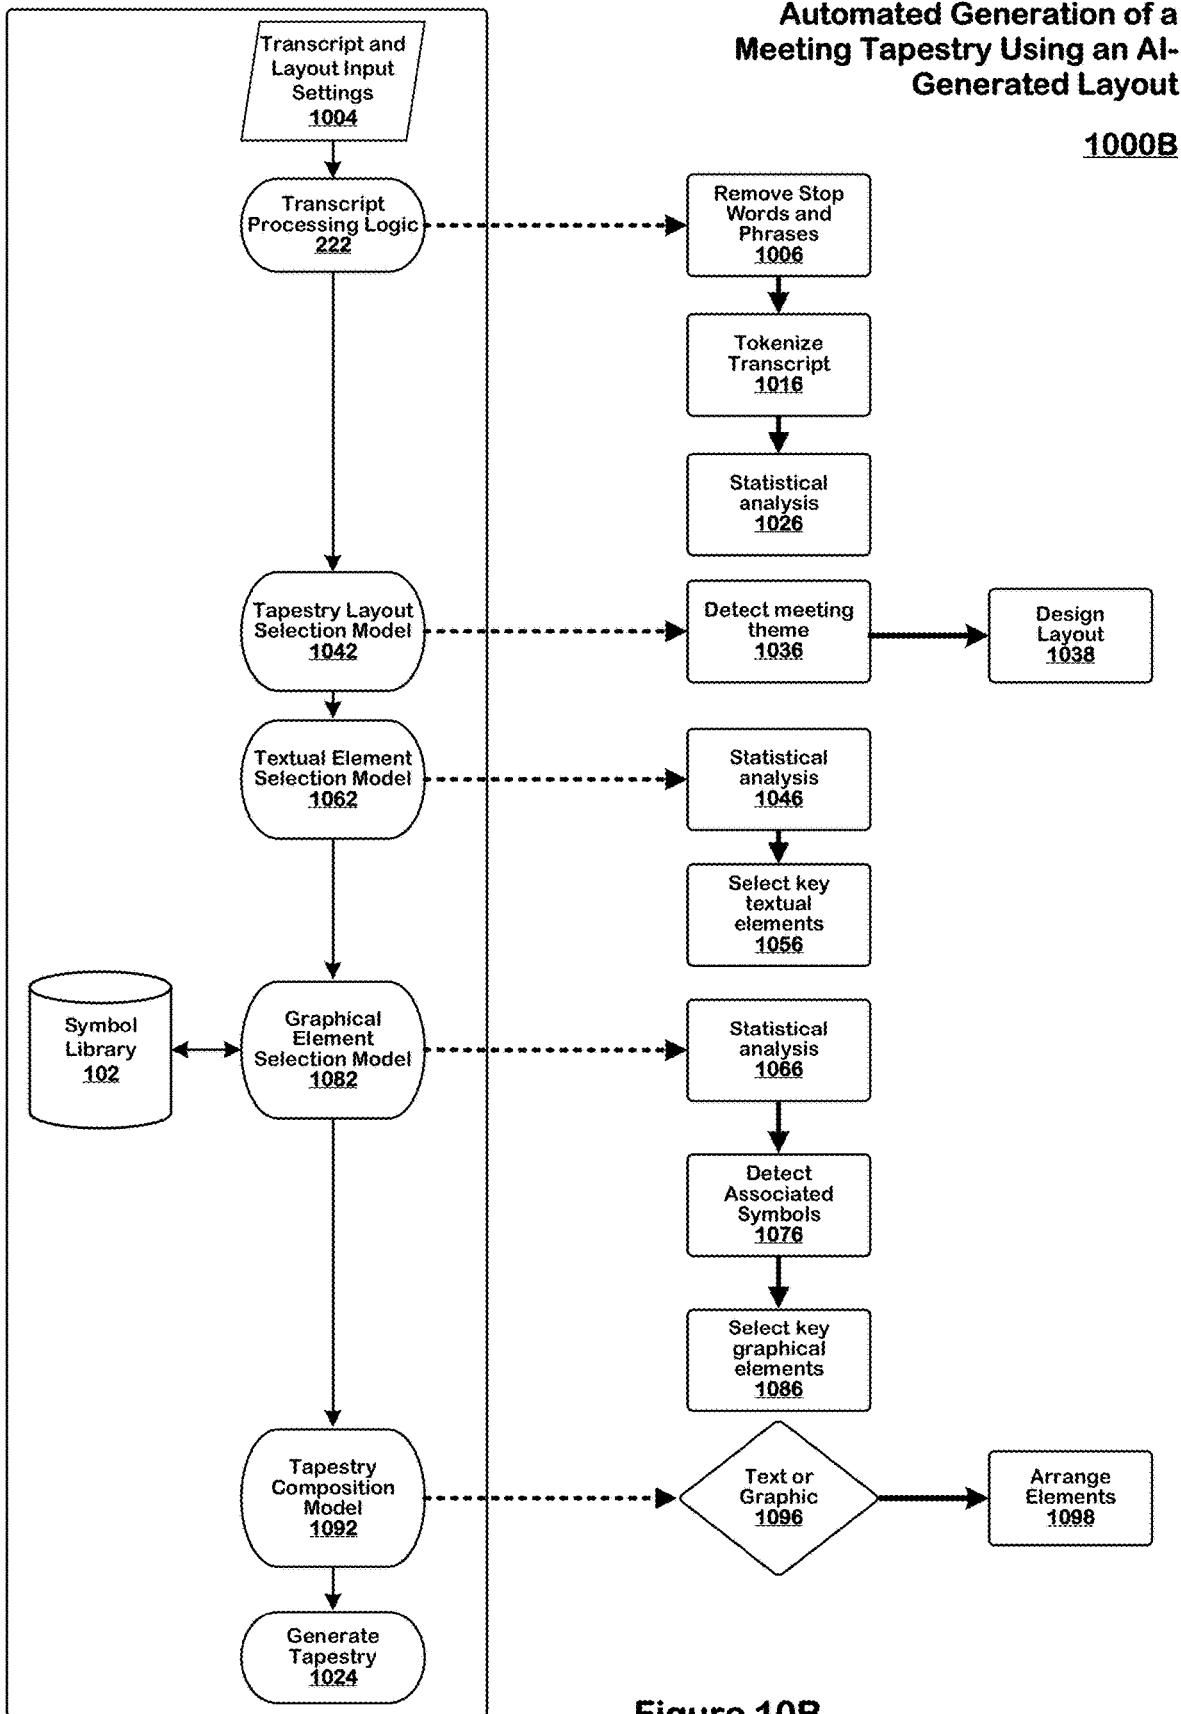 Automated Generation of a
Meeting Tapestry Using an AI-
Generated Layout
1000B
Transcript and
Layout Input
Settings
1004
Transcript
Processing Logic
222
Remove Stop
Words and
Phrases
1006
Tokenize
Transcript
1016
Statistical
analysis
1026
Tapestry Layout
Selection Model
1042
Detect meeting
theme
1036
Design
Layout
1038
Textual Element
Selection Model
1062
Statistical
analysis
1046
Select key
textual
elements
1056
Symbol
Library
102
Graphical
Element
Selection Model
1082
Statistical
analysis
1066
Detect
Associated
Symbols
1076
Select key
graphical
elements
1086
Tapestry
Composition
Model
1092
Text or
Graphic
1096
Arrange
Elements
1098
Generate
Tapestry
1024
Figure 10B